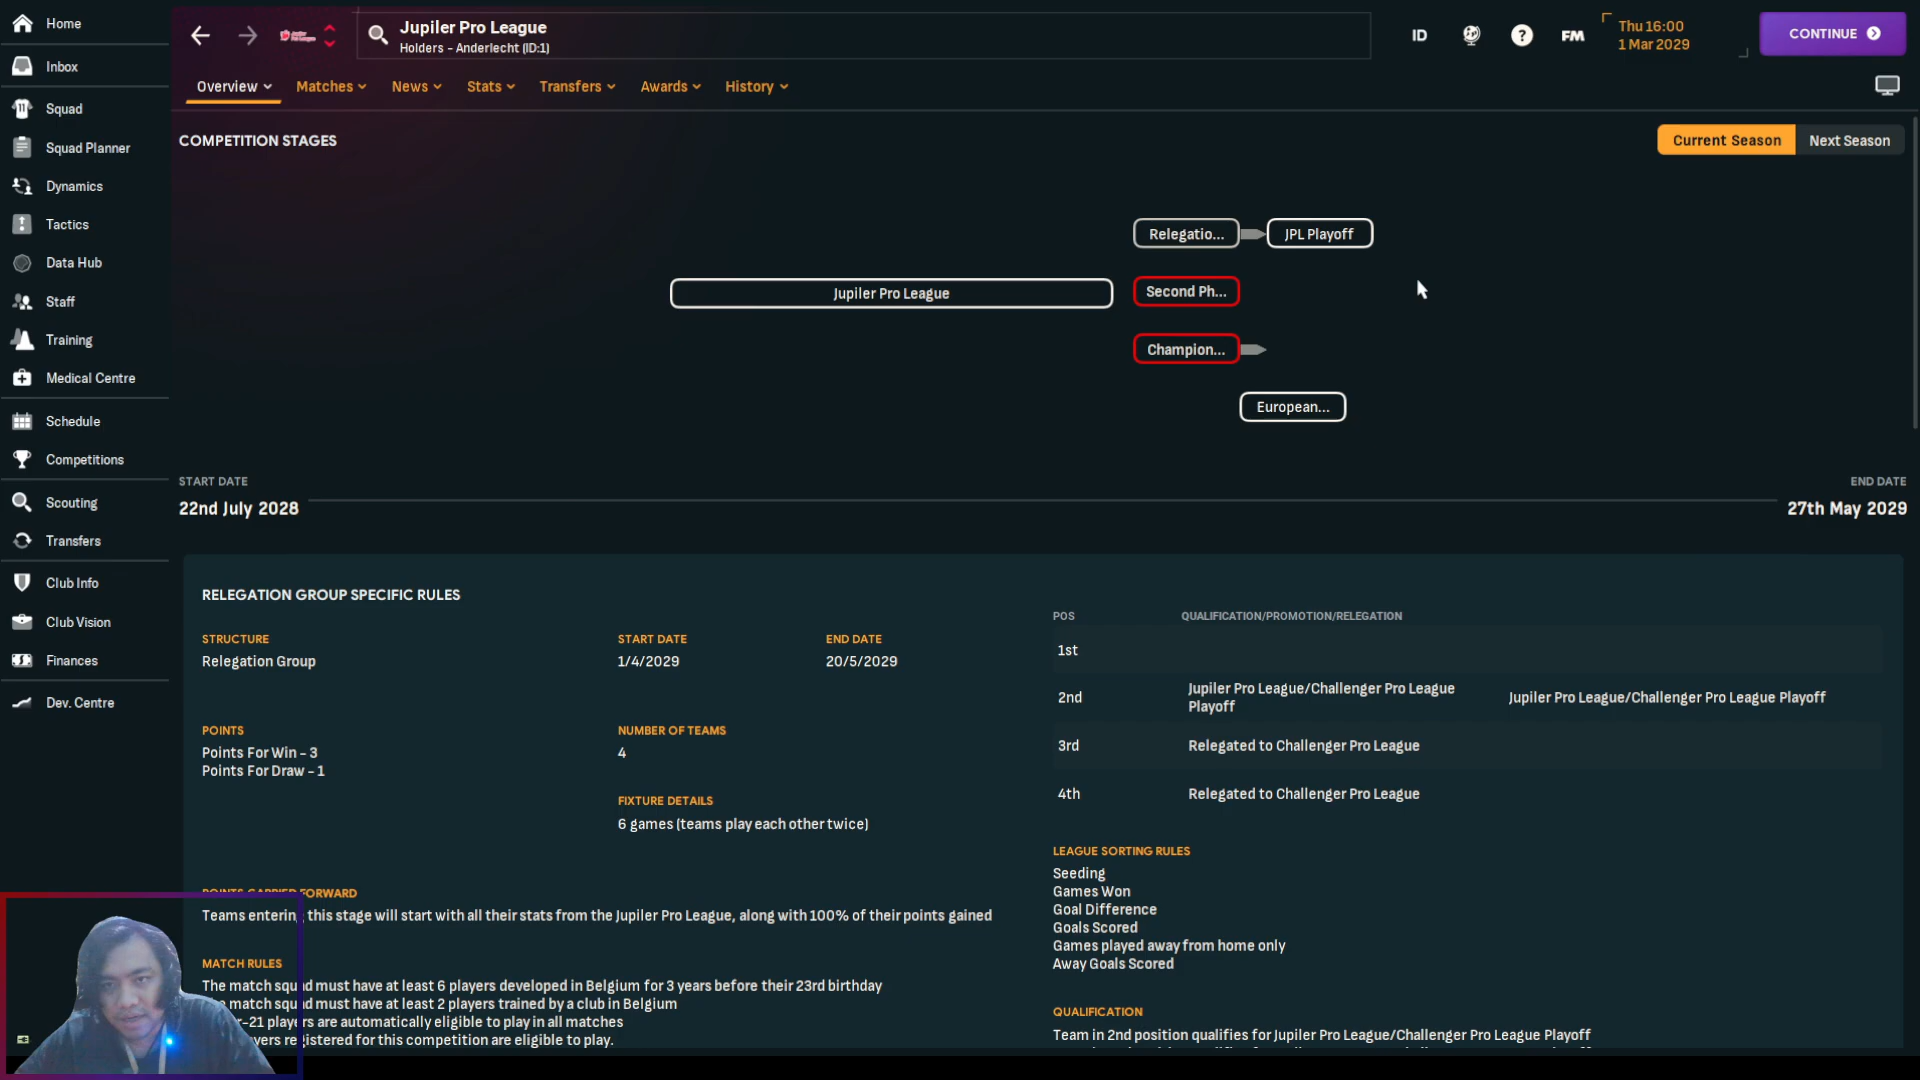 Home
Inbox
Squad
Squad Planner
Dynamics
Tactics
Data Hub
Staff
Training
Medical Centre
Schedule
Competitions
Scouting
Transfers
Club Info
Club Vision
Finances
Dev. Centre
Jupiler Pro League
Holders - Anderlecht (ID:1)
ID
FM
Thu 16:00
1 Mar 2029
CONTINUE
Overview
Matches
News
Stats
Transfers
Awards
History
COMPETITION STAGES
Current Season
Next Season
Relegatio...
JPL Playoff
Jupiler Pro League
Second Ph...
Champion...
European...
START DATE
22nd July 2028
END DATE
27th May 2029
RELEGATION GROUP SPECIFIC RULES
STRUCTURE
Relegation Group
START DATE
1/4/2029
END DATE
20/5/2029
POINTS
Points For Win - 3
Points For Draw - 1
NUMBER OF TEAMS
4
FIXTURE DETAILS
6 games (teams play each other twice)
POINTS CARRIED FORWARD
Teams entering this stage will start with all their stats from the Jupiler Pro League, along with 100% of their points gained
MATCH RULES
The match squad must have at least 6 players developed in Belgium for 3 years before their 23rd birthday
match squad must have at least 2 players trained by a club in Belgium
-21 players are automatically eligible to play in all matches
registered for this competition are eligible to play.
POS
QUALIFICATION/PROMOTION/RELEGATION
1st
2nd
Jupiler Pro League/Challenger Pro League
Playoff
Jupiler Pro League/Challenger Pro League Playoff
3rd
Relegated to Challenger Pro League
4th
Relegated to Challenger Pro League
LEAGUE SORTING RULES
Seeding
Games Won
Goal Difference
Goals Scored
Games played away from home only
Away Goals Scored
QUALIFICATION
Team in 2nd position qualifies for Jupiler Pro League/Challenger Pro League Playoff